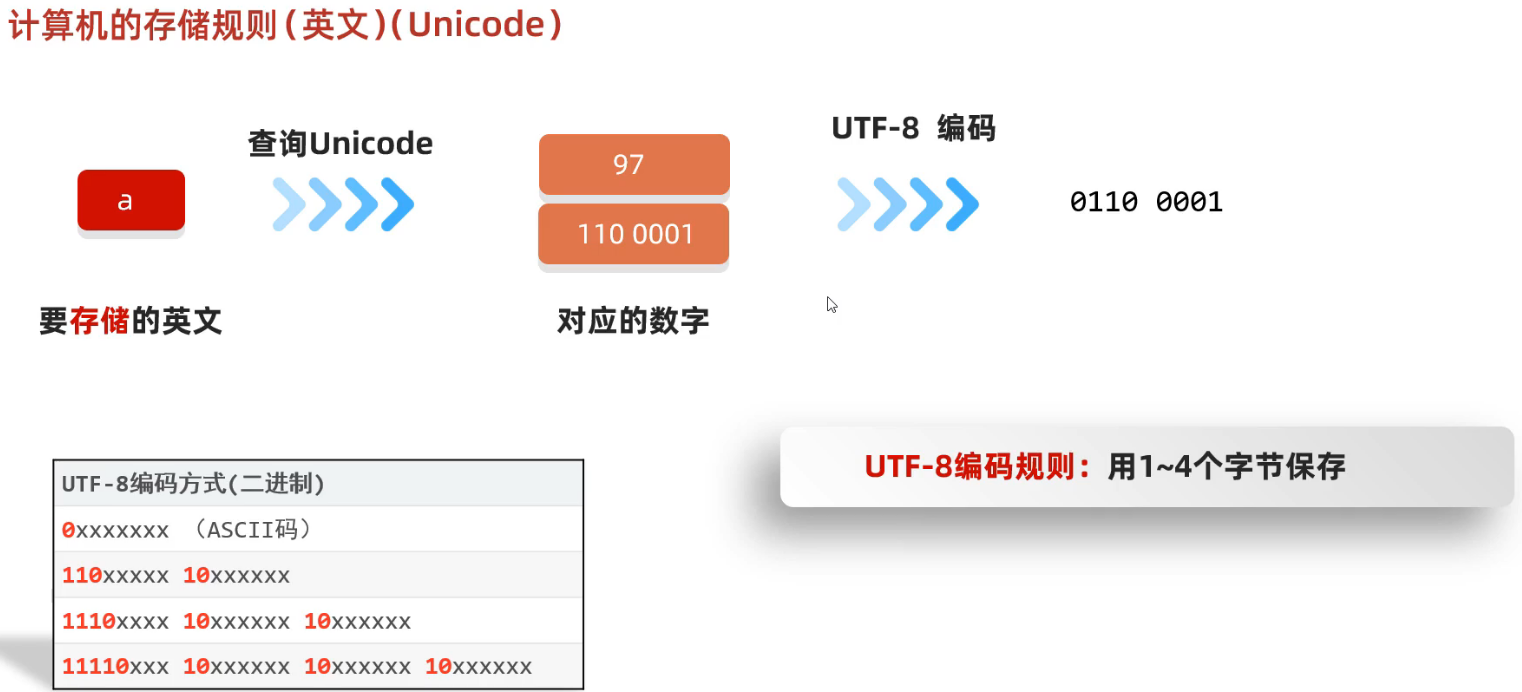 计算机的存储规则(英文)(Unicode)
查询Unicode
UTF-8 编码
a
97
110 0001
0110 0001
要存储的英文
对应的数字
UTF-8编码规则：用1~4个字节保存
UTF-8编码方式(二进制)
0xxxxxxx （ASCII码）
110xxxxx 10xxxxxx
1110xxxx 10xxxxxx 10xxxxxx
11110xxx 10xxxxxx 10xxxxxx 10xxxxxx